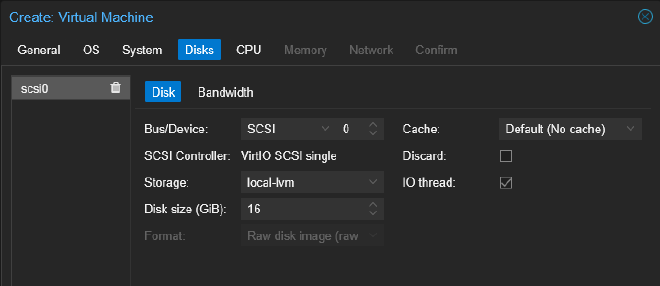 Create: Virtual Machine
General OS System Disks CPU Memory Network Confirm
scsi0
Disk Bandwidth
Bus/Device: SCSI 0 Cache: Default (No cache)
SCSI Controller: VirtIO SCSI single Discard:
Storage: local-lvm IO thread:
Disk size (GiB): 16
Format: Raw disk image (raw